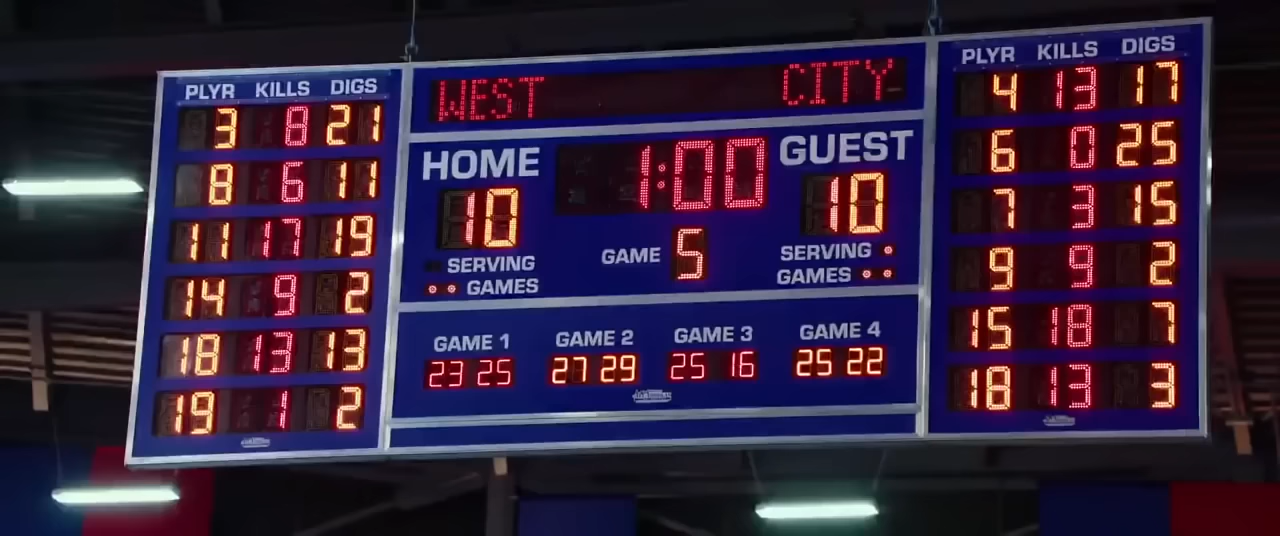 PLYR KILLS DIGS
3 8 21
8 6 11
11 17 19
14 9 2
18 13 13
19 1 2
WEST CITY
HOME 1:00 GUEST
10 10
GAME 5
SERVING SERVING
GAMES GAMES
GAME 1 GAME 2 GAME 3 GAME 4
23 25 27 29 25 16 25 22
PLYR KILLS DIGS
4 13 17
6 0 25
7 3 15
9 9 2
15 18 7
18 13 3